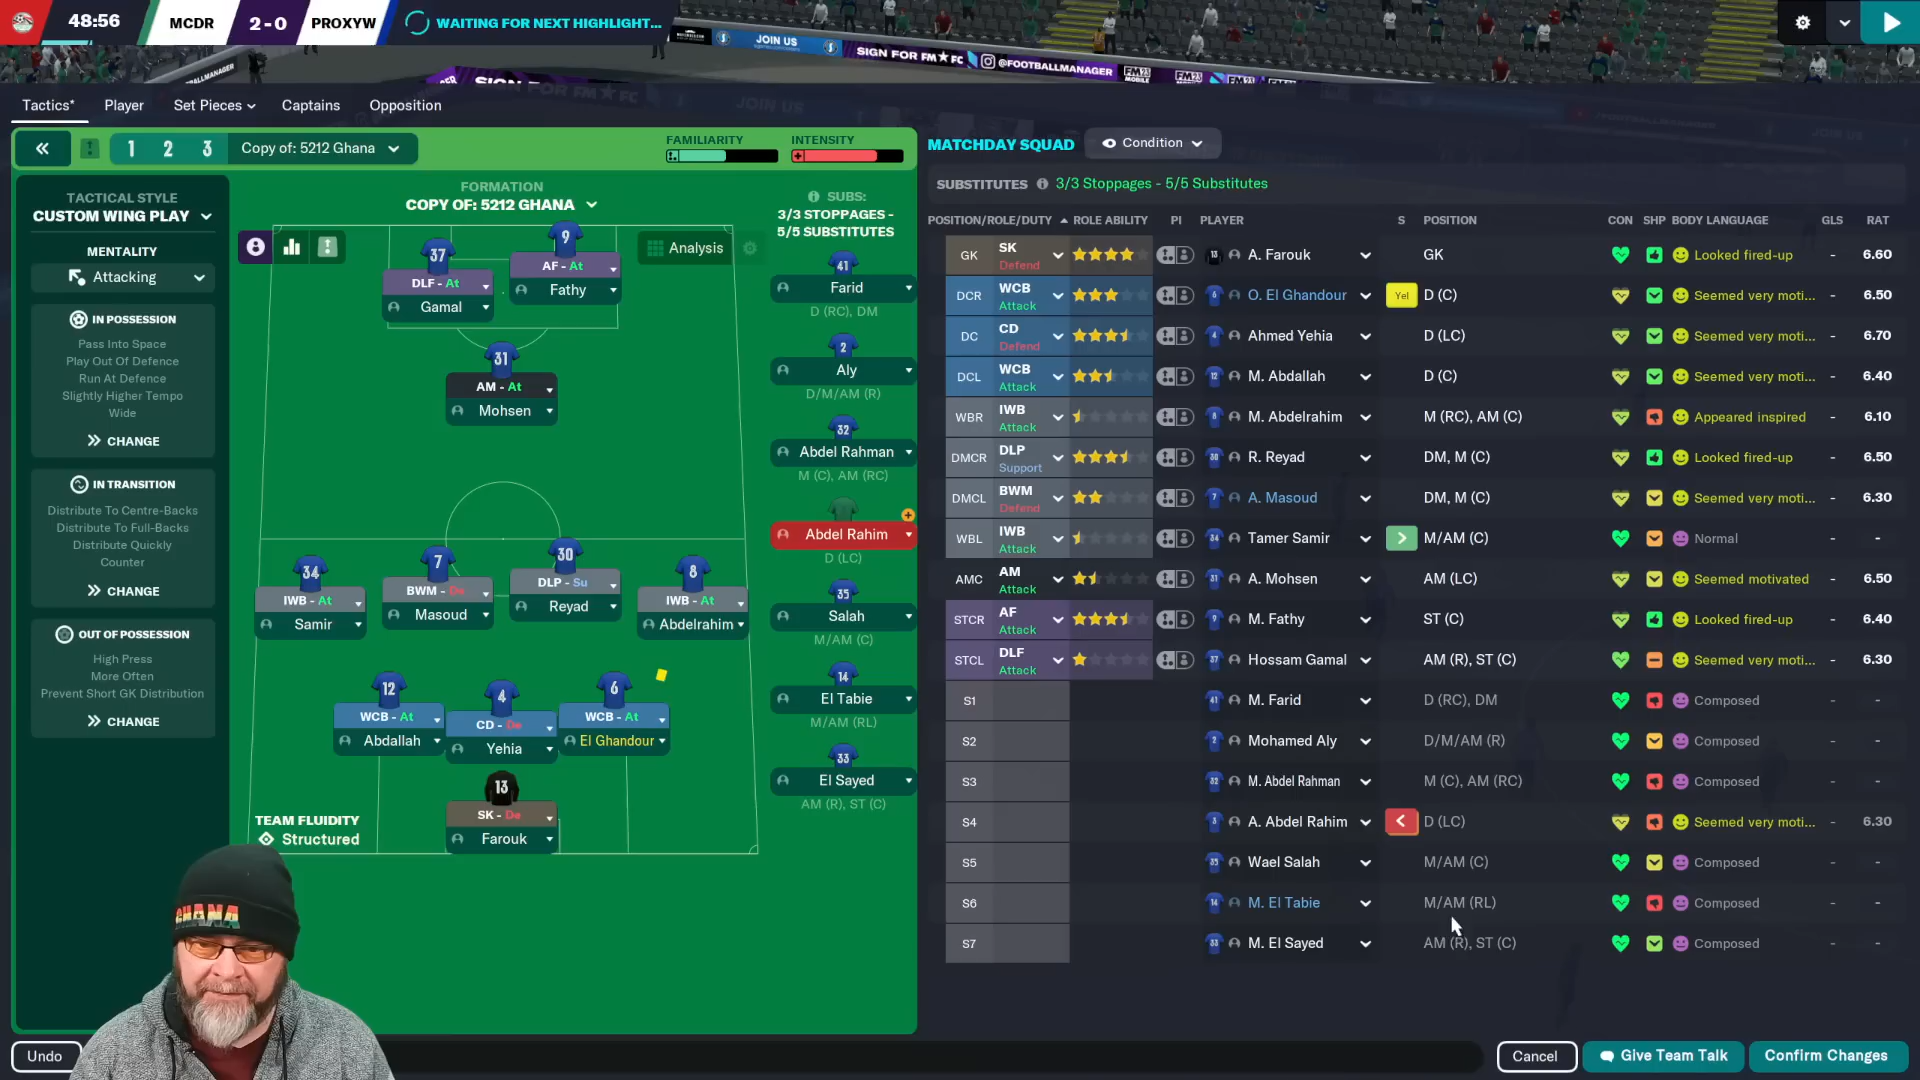 48:56
MCDR
2 - 0
PROXYW
WAITING FOR NEXT HIGHLIGHT...
JOIN US
SIGN FOR FM★FC
@FOOTBALLMANAGER
FM23
JOIN US
Tactics*
Player
Set Pieces
Captains
Opposition
1
2
3
Copy of: 5212 Ghana
FAMILIARITY
INTENSITY
TACTICAL STYLE
CUSTOM WING PLAY
MENTALITY
Attacking
IN POSSESSION
Pass Into Space
Play Out Of Defence
Run At Defence
Slightly Higher Tempo
Wide
CHANGE
IN TRANSITION
Distribute To Centre-Backs
Distribute To Full-Backs
Distribute Quickly
Counter
CHANGE
OUT OF POSSESSION
High Press
More Often
Prevent Short GK Distribution
CHANGE
FORMATION
COPY OF: 5212 GHANA
Analysis
37
DLF - At
Gamal
9
AF - At
Fathy
31
AM - At
Mohsen
34
IWB - At
Samir
7
BWM - De
Masoud
30
DLP - Su
Reyad
8
IWB - At
Abdelrahim
12
WCB - At
Abdallah
4
CD - De
Yehia
6
WCB - At
El Ghandour
13
SK - De
Farouk
TEAM FLUIDITY
Structured
SUBS:
3/3 STOPPAGES -
5/5 SUBSTITUTES
41
Farid
D (RC), DM
2
Aly
D/M/AM (R)
32
Abdel Rahman
M (C), AM (RC)
Abdel Rahim
D (LC)
35
Salah
M/AM (C)
14
El Tabie
M/AM (RL)
33
El Sayed
AM (R), ST (C)
MATCHDAY SQUAD
Condition
SUBSTITUTES 3/3 Stoppages - 5/5 Substitutes
POSITION/ROLE/DUTY ROLE ABILITY PI PLAYER S POSITION CON SHP BODY LANGUAGE GLS RAT
GK SK Defend A. Farouk GK Looked fired-up - 6.60
DCR WCB Attack O. El Ghandour Yel D (C) Seemed very moti... - 6.50
DC CD Defend Ahmed Yehia D (LC) Seemed very moti... - 6.70
DCL WCB Attack M. Abdallah D (C) Seemed very moti... - 6.40
WBR IWB Attack M. Abdelrahim M (RC), AM (C) Appeared inspired - 6.10
DMCR DLP Support R. Reyad DM, M (C) Looked fired-up - 6.50
DMCL BWM Defend A. Masoud DM, M (C) Seemed very moti... - 6.30
WBL IWB Attack Tamer Samir M/AM (C) Normal - -
AMC AM Attack A. Mohsen AM (LC) Seemed motivated - 6.50
STCR AF Attack M. Fathy ST (C) Looked fired-up - 6.40
STCL DLF Attack Hossam Gamal AM (R), ST (C) Seemed very moti... - 6.30
S1 M. Farid D (RC), DM Composed - -
S2 Mohamed Aly D/M/AM (R) Composed - -
S3 M. Abdel Rahman M (C), AM (RC) Composed - -
S4 A. Abdel Rahim D (LC) Seemed very moti... - 6.30
S5 Wael Salah M/AM (C) Composed - -
S6 M. El Tabie M/AM (RL) Composed - -
S7 M. El Sayed AM (R), ST (C) Composed - -
GHANA
Undo
Cancel
Give Team Talk
Confirm Changes